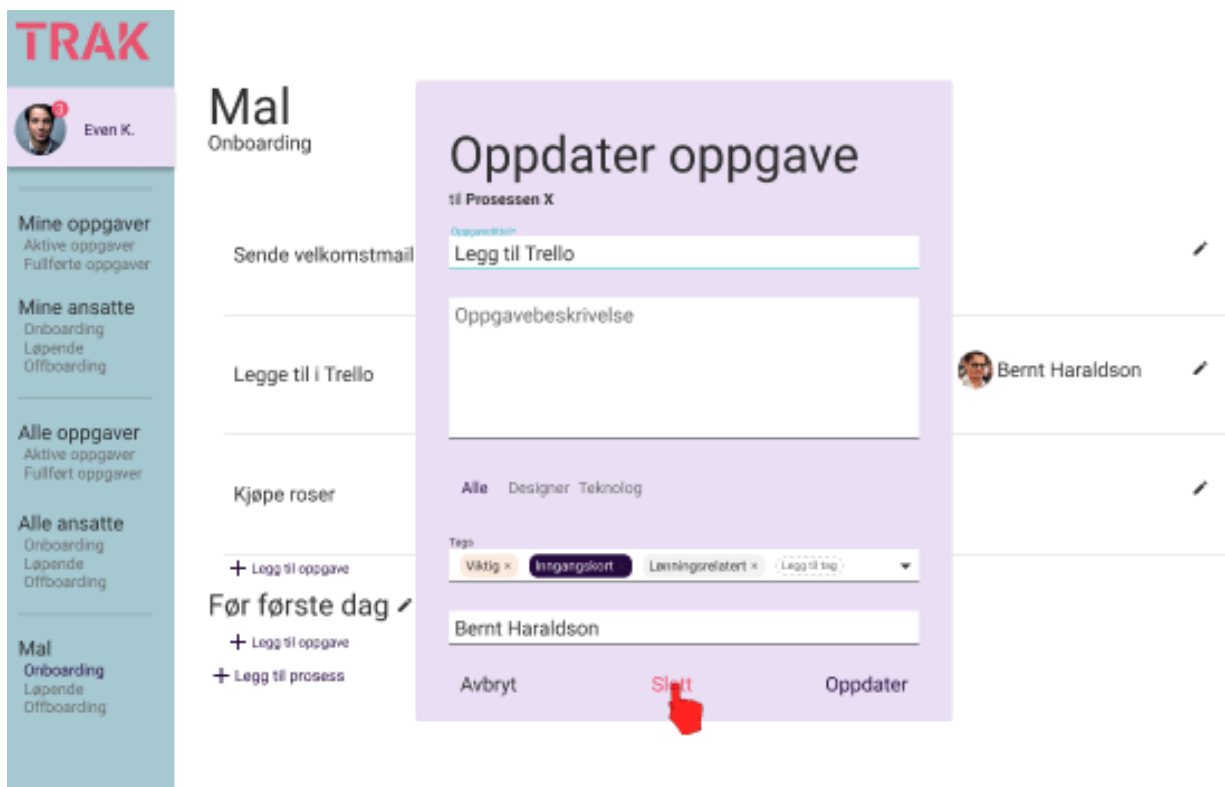 TRAK
3
Even K.
Mine oppgaver
Aktive oppgaver
Fullførte oppgaver
Mine ansatte
Onboarding
Løpende
Offboarding
Alle oppgaver
Aktive oppgaver
Fullført oppgaver
Alle ansatte
Onboarding
Løpende
Offboarding
Mal
Onboarding
Løpende
Offboarding
Mal
Onboarding
Sende velkomstmail
Legge til i Trello
Bernt Haraldson
Kjøpe roser
+ Legg til oppgave
Før første dag
+ Legg til oppgave
+ Legg til prosess
Oppdater oppgave
til Prosessen X
Oppgavetittel*
Legg til Trello
Oppgavebeskrivelse
Alle Designer Teknolog
Tags
Viktig × Inngangskort Lønningsrelatert × Legg til tag
Bernt Haraldson
Avbryt Slett Oppdater